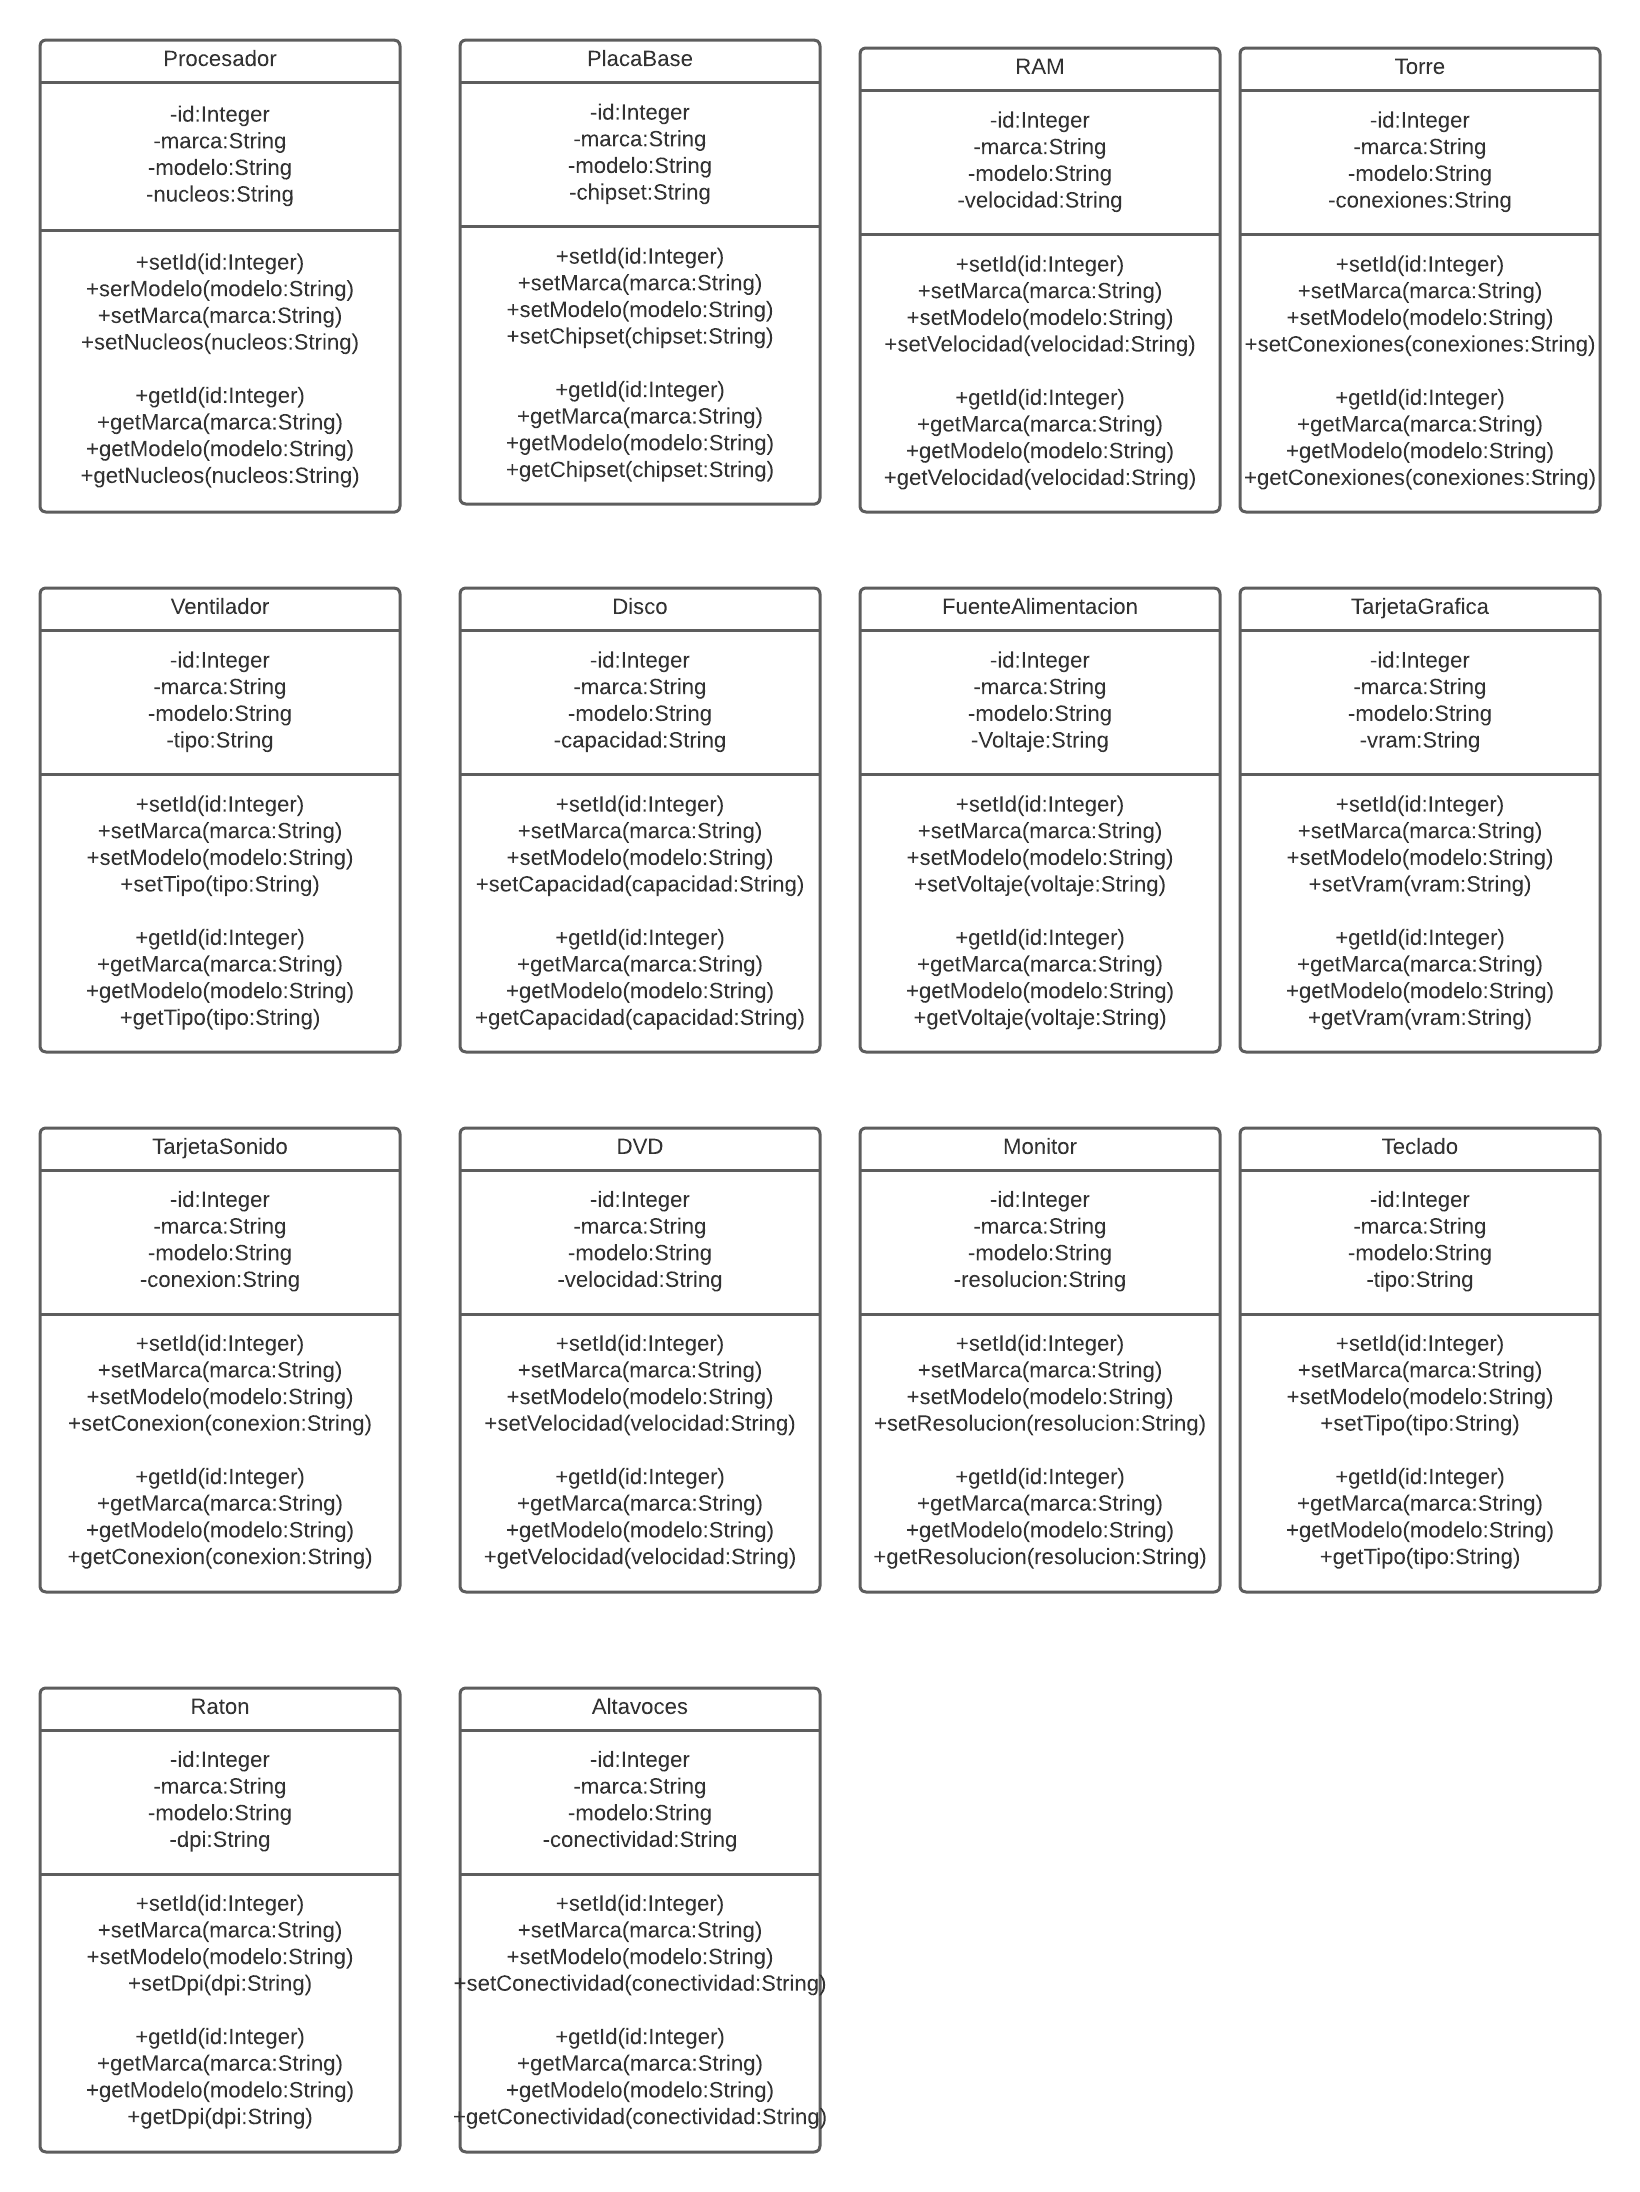 Procesador
-id:Integer
-marca:String
-modelo:String
-nucleos:String
+setId(id:Integer)
+serModelo(modelo:String)
+setMarca(marca:String)
+setNucleos(nucleos:String)
+getId(id:Integer)
+getMarca(marca:String)
+getModelo(modelo:String)
+getNucleos(nucleos:String)
PlacaBase
-id:Integer
-marca:String
-modelo:String
-chipset:String
+setId(id:Integer)
+setMarca(marca:String)
+setModelo(modelo:String)
+setChipset(chipset:String)
+getId(id:Integer)
+getMarca(marca:String)
+getModelo(modelo:String)
+getChipset(chipset:String)
RAM
-id:Integer
-marca:String
-modelo:String
-velocidad:String
+setId(id:Integer)
+setMarca(marca:String)
+setModelo(modelo:String)
+setVelocidad(velocidad:String)
+getId(id:Integer)
+getMarca(marca:String)
+getModelo(modelo:String)
+getVelocidad(velocidad:String)
Torre
-id:Integer
-marca:String
-modelo:String
-conexiones:String
+setId(id:Integer)
+setMarca(marca:String)
+setModelo(modelo:String)
+setConexiones(conexiones:String)
+getId(id:Integer)
+getMarca(marca:String)
+getModelo(modelo:String)
+getConexiones(conexiones:String)
Ventilador
-id:Integer
-marca:String
-modelo:String
-tipo:String
+setId(id:Integer)
+setMarca(marca:String)
+setModelo(modelo:String)
+setTipo(tipo:String)
+getId(id:Integer)
+getMarca(marca:String)
+getModelo(modelo:String)
+getTipo(tipo:String)
Disco
-id:Integer
-marca:String
-modelo:String
-capacidad:String
+setId(id:Integer)
+setMarca(marca:String)
+setModelo(modelo:String)
+setCapacidad(capacidad:String)
+getId(id:Integer)
+getMarca(marca:String)
+getModelo(modelo:String)
+getCapacidad(capacidad:String)
FuenteAlimentacion
-id:Integer
-marca:String
-modelo:String
-Voltaje:String
+setId(id:Integer)
+setMarca(marca:String)
+setModelo(modelo:String)
+setVoltaje(voltaje:String)
+getId(id:Integer)
+getMarca(marca:String)
+getModelo(modelo:String)
+getVoltaje(voltaje:String)
TarjetaGrafica
-id:Integer
-marca:String
-modelo:String
-vram:String
+setId(id:Integer)
+setMarca(marca:String)
+setModelo(modelo:String)
+setVram(vram:String)
+getId(id:Integer)
+getMarca(marca:String)
+getModelo(modelo:String)
+getVram(vram:String)
TarjetaSonido
-id:Integer
-marca:String
-modelo:String
-conexion:String
+setId(id:Integer)
+setMarca(marca:String)
+setModelo(modelo:String)
+setConexion(conexion:String)
+getId(id:Integer)
+getMarca(marca:String)
+getModelo(modelo:String)
+getConexion(conexion:String)
DVD
-id:Integer
-marca:String
-modelo:String
-velocidad:String
+setId(id:Integer)
+setMarca(marca:String)
+setModelo(modelo:String)
+setVelocidad(velocidad:String)
+getId(id:Integer)
+getMarca(marca:String)
+getModelo(modelo:String)
+getVelocidad(velocidad:String)
Monitor
-id:Integer
-marca:String
-modelo:String
-resolucion:String
+setId(id:Integer)
+setMarca(marca:String)
+setModelo(modelo:String)
+setResolucion(resolucion:String)
+getId(id:Integer)
+getMarca(marca:String)
+getModelo(modelo:String)
+getResolucion(resolucion:String)
Teclado
-id:Integer
-marca:String
-modelo:String
-tipo:String
+setId(id:Integer)
+setMarca(marca:String)
+setModelo(modelo:String)
+setTipo(tipo:String)
+getId(id:Integer)
+getMarca(marca:String)
+getModelo(modelo:String)
+getTipo(tipo:String)
Raton
-id:Integer
-marca:String
-modelo:String
-dpi:String
+setId(id:Integer)
+setMarca(marca:String)
+setModelo(modelo:String)
+setDpi(dpi:String)
+getId(id:Integer)
+getMarca(marca:String)
+getModelo(modelo:String)
+getDpi(dpi:String)
Altavoces
-id:Integer
-marca:String
-modelo:String
-conectividad:String
+setId(id:Integer)
+setMarca(marca:String)
+setModelo(modelo:String)
+setConectividad(conectividad:String)
+getId(id:Integer)
+getMarca(marca:String)
+getModelo(modelo:String)
+getConectividad(conectividad:String)